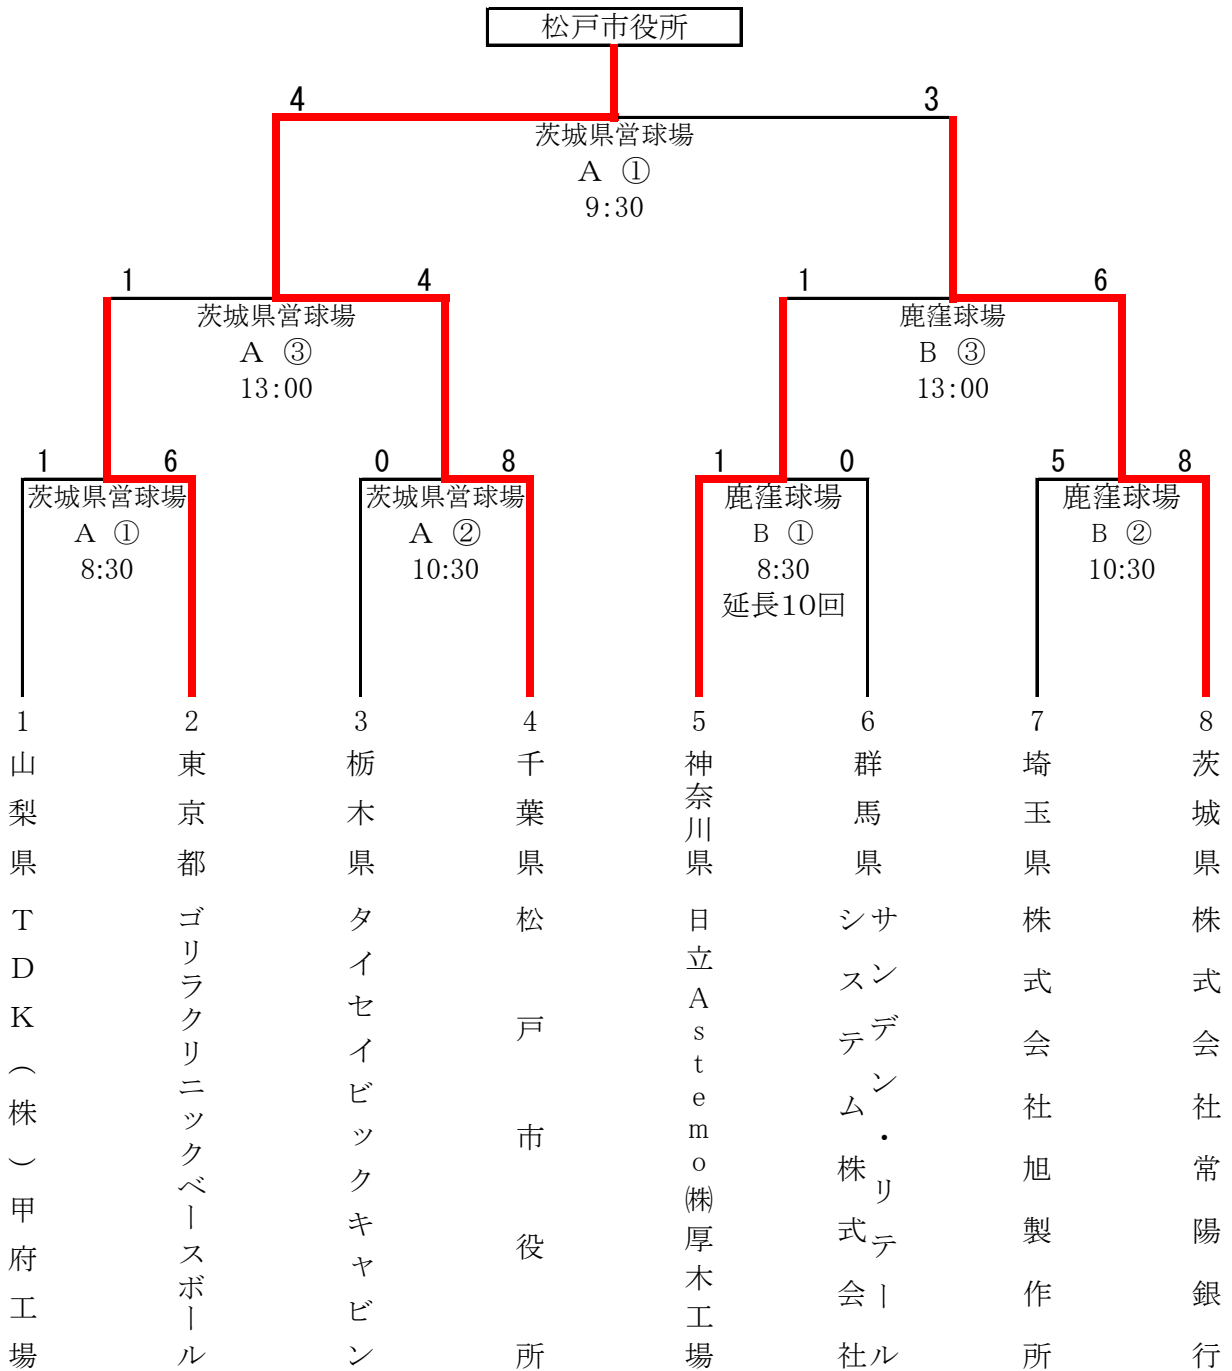 松戸市役所
4
3
茨城県営球場
A ①
9:30
1
4
1
6
茨城県営球場
A ③
13:00
鹿窪球場
B ③
13:00
1
6
0
8
1
0
5
8
茨城県営球場
A ①
8:30
茨城県営球場
A ②
10:30
鹿窪球場
B ①
8:30
延長10回
鹿窪球場
B ②
10:30
1
山梨県
TDK(株)甲府工場
2
東京都
ゴリラクリニックベースボール
3
栃木県
タイセイビックキャビン
4
千葉県
松戸市役所
5
神奈川県
日立Astemo㈱厚木工場
6
群馬県
サンデン・リテール
システム株式会社
7
埼玉県
株式会社旭製作所
8
茨城県
株式会社常陽銀行